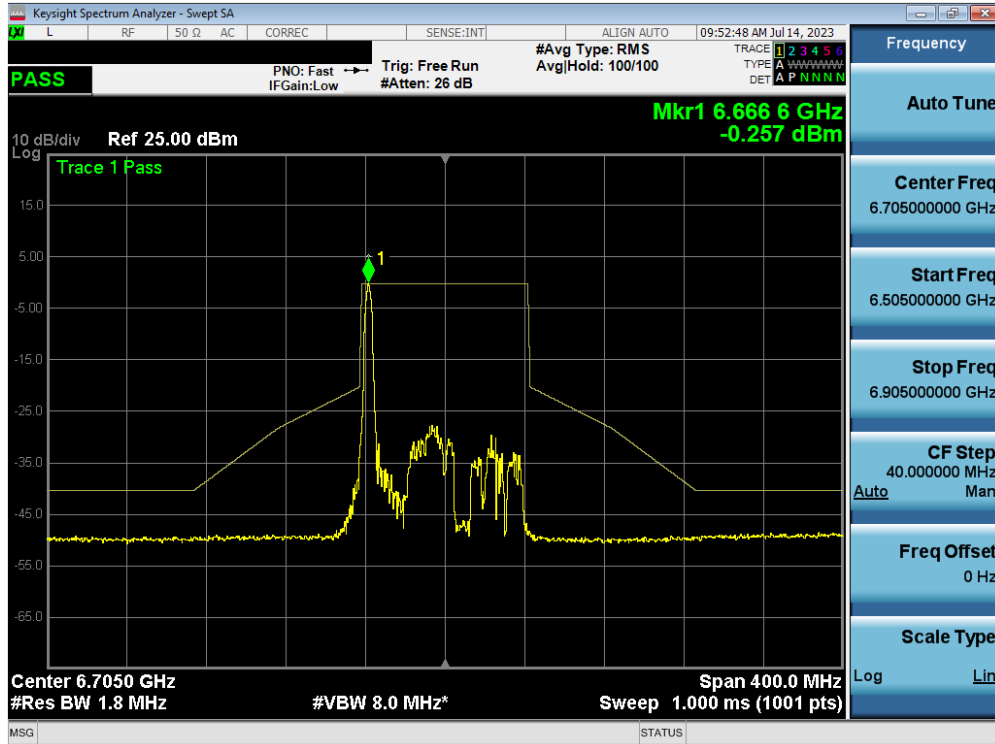 Keysight Spectrum Analyzer - Swept SA
LXI L RF 50 Ω AC CORREC SENSE:INT ALIGN AUTO 09:52:48 AM Jul 14, 2023
Frequency
PASS
PNO: Fast
IFGain:Low
Trig: Free Run
#Atten: 26 dB
#Avg Type: RMS
Avg|Hold: 100/100
TRACE 1 2 3 4 5 6
TYPE A WWWWW
DET A P N N N N
Auto Tune
Mkr1 6.666 6 GHz
-0.257 dBm
10 dB/div
Log
Ref 25.00 dBm
Trace 1 Pass
1
15.0
5.00
-5.00
-15.0
-25.0
-35.0
-45.0
-55.0
-65.0
Center Freq
6.705000000 GHz
Start Freq
6.505000000 GHz
Stop Freq
6.905000000 GHz
CF Step
40.000000 MHz
Auto Man
Freq Offset
0 Hz
Scale Type
Log Lin
Center 6.7050 GHz Span 400.0 MHz
#Res BW 1.8 MHz #VBW 8.0 MHz* Sweep 1.000 ms (1001 pts)
MSG STATUS